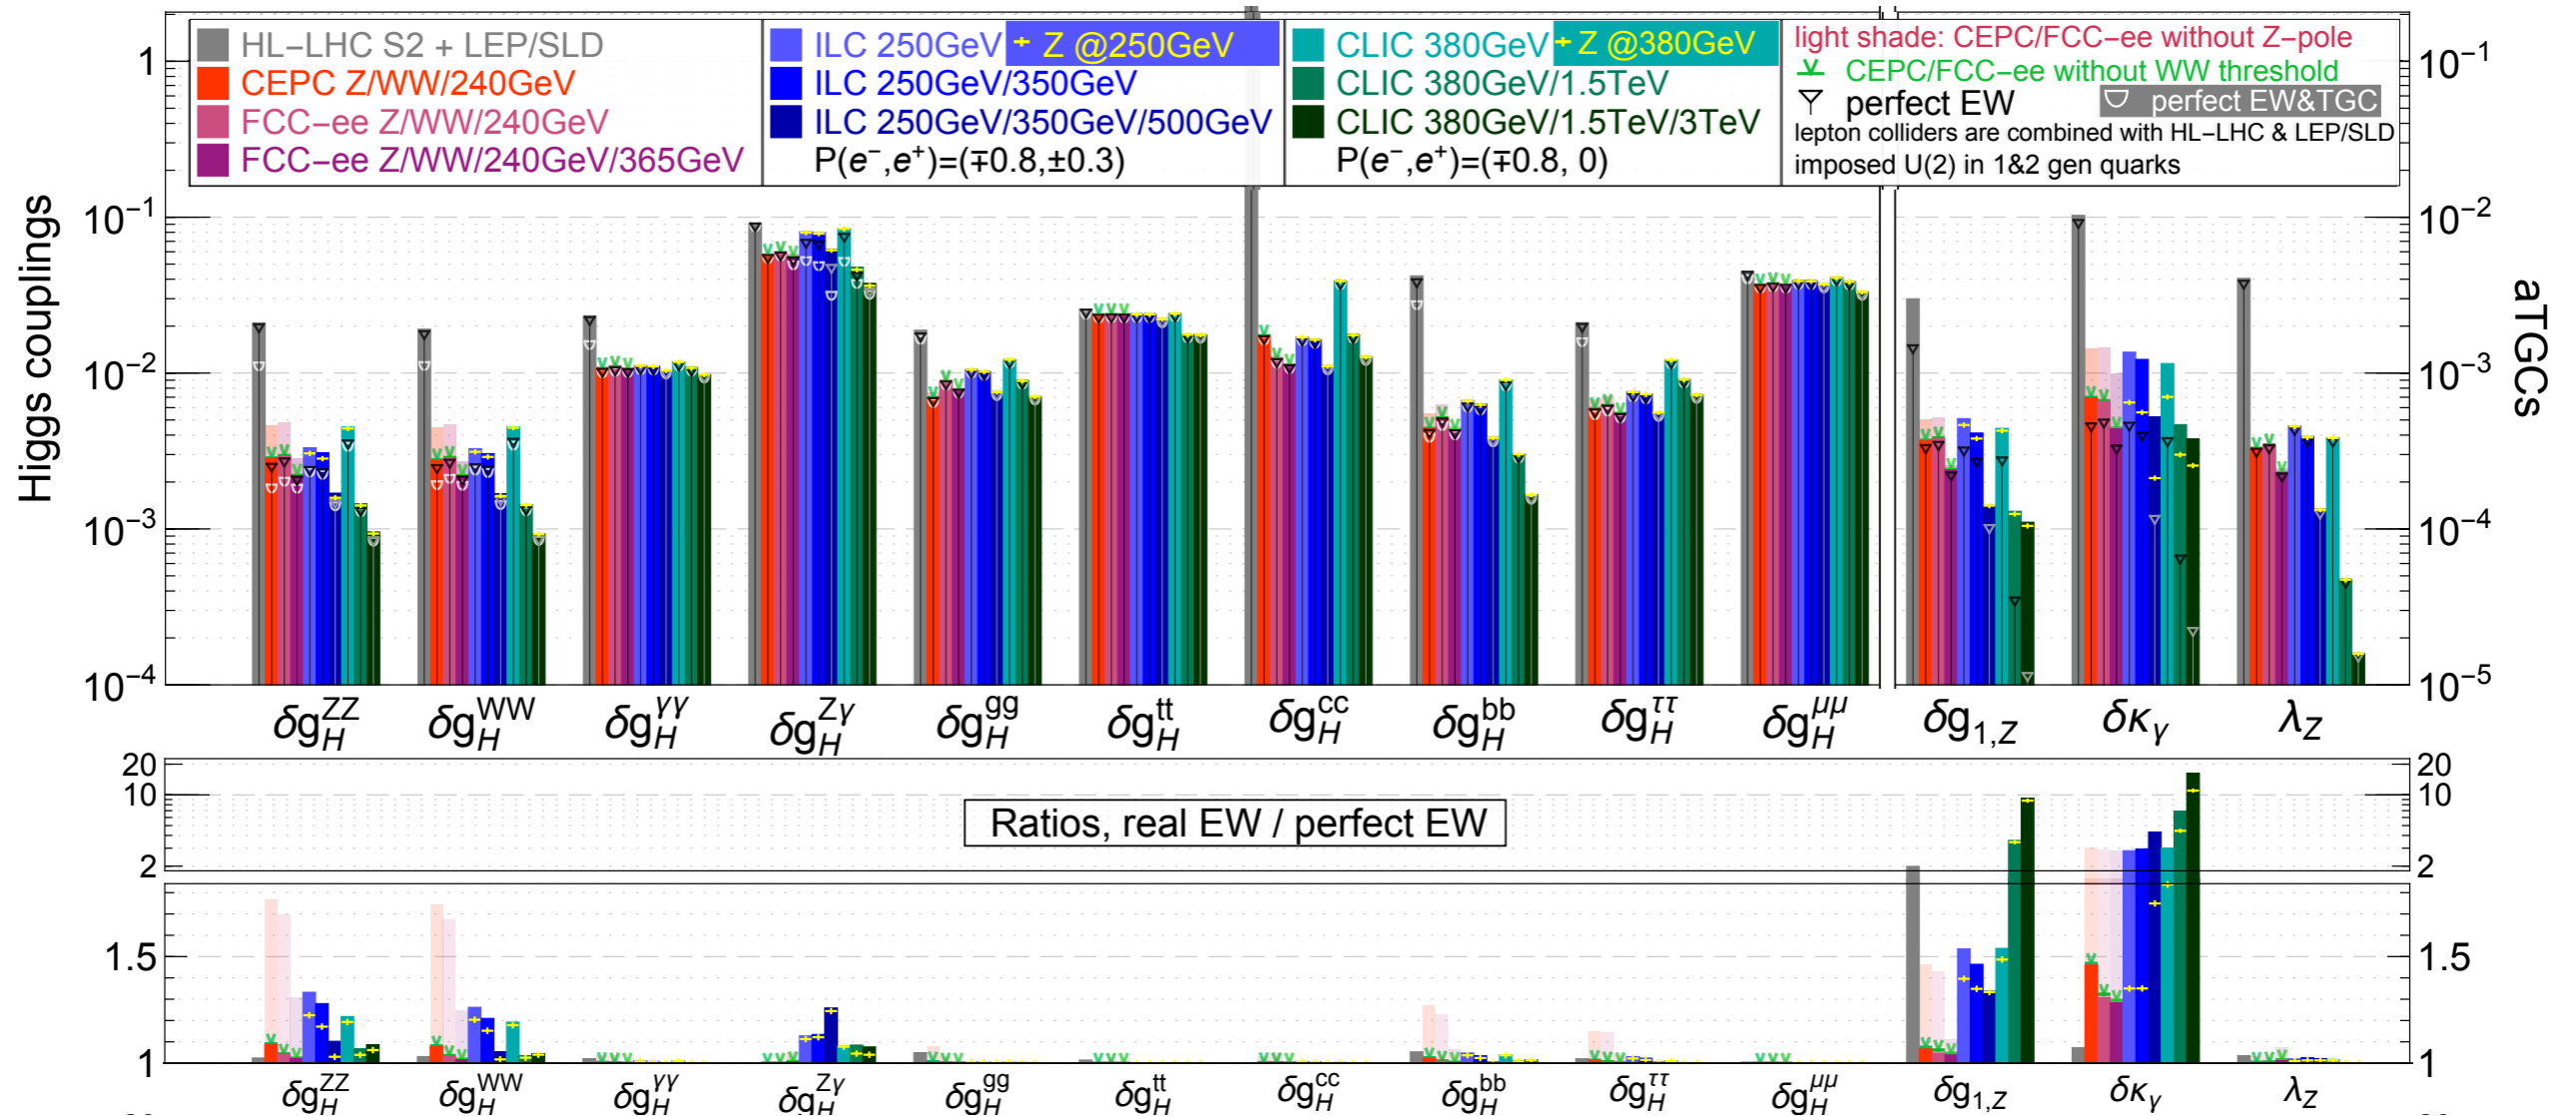 HL−LHC S2 + LEP/SLD
CEPC Z/WW/240GeV
FCC−ee Z/WW/240GeV
FCC−ee Z/WW/240GeV/365GeV
ILC 250GeV + Z @250GeV
ILC 250GeV/350GeV
ILC 250GeV/350GeV/500GeV
P(e⁻,e⁺)=(∓0.8,±0.3)
CLIC 380GeV + Z @380GeV
CLIC 380GeV/1.5TeV
CLIC 380GeV/1.5TeV/3TeV
P(e⁻,e⁺)=(∓0.8, 0)
light shade: CEPC/FCC−ee without Z−pole
CEPC/FCC−ee without WW threshold
perfect EW perfect EW&TGC
lepton colliders are combined with HL−LHC & LEP/SLD
imposed U(2) in 1&2 gen quarks
Higgs couplings
1
10⁻¹
10⁻²
10⁻³
10⁻⁴
aTGCs
10⁻¹
10⁻²
10⁻³
10⁻⁴
10⁻⁵
δg_H^ZZ δg_H^WW δg_H^γγ δg_H^Zγ δg_H^gg δg_H^tt δg_H^cc δg_H^bb δg_H^ττ δg_H^μμ δg_1,Z δκ_γ λ_Z
20 20
10 10
Ratios, real EW / perfect EW
2 2
1.5 1.5
1 1
δg_H^ZZ δg_H^WW δg_H^γγ δg_H^Zγ δg_H^gg δg_H^tt δg_H^cc δg_H^bb δg_H^ττ δg_H^μμ δg_1,Z δκ_γ λ_Z